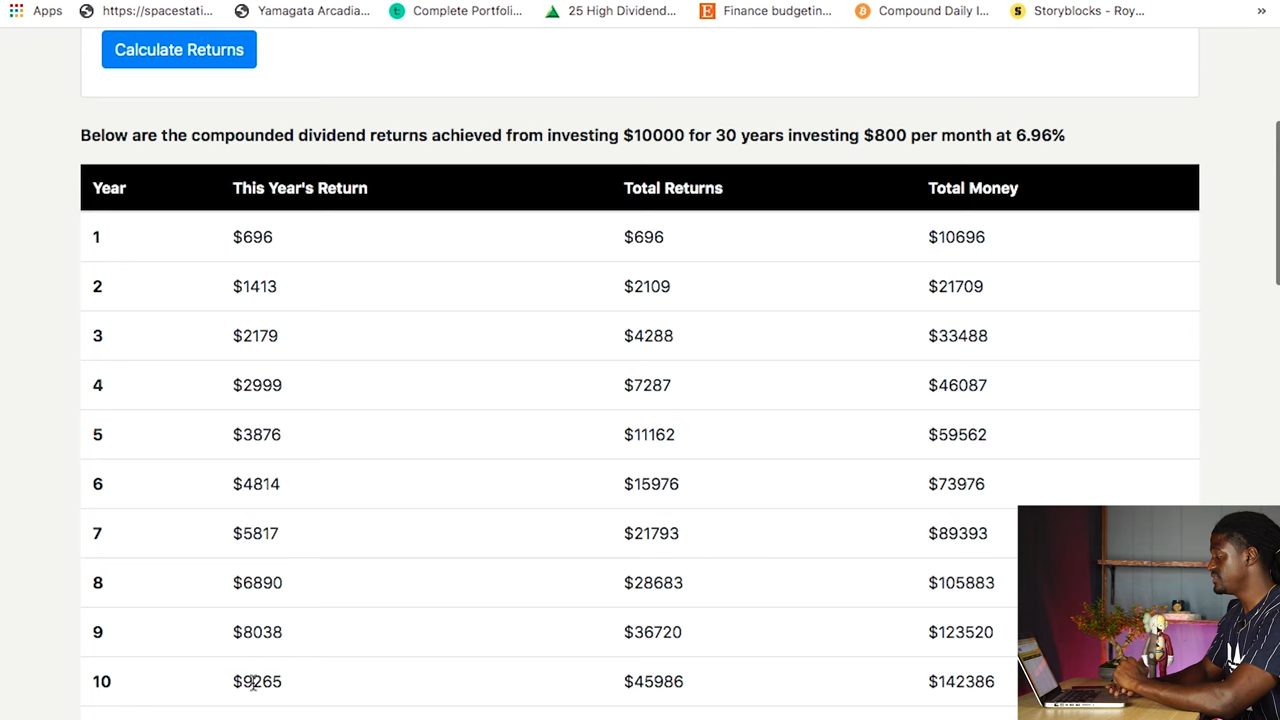 Apps https://spacestati... Yamagata Arcadia... Complete Portfoli... 25 High Dividend... Finance budgetin... Compound Daily I... Storyblocks - Roy... »
Calculate Returns
Below are the compounded dividend returns achieved from investing $10000 for 30 years investing $800 per month at 6.96%
Year This Year's Return Total Returns Total Money
1 $696 $696 $10696
2 $1413 $2109 $21709
3 $2179 $4288 $33488
4 $2999 $7287 $46087
5 $3876 $11162 $59562
6 $4814 $15976 $73976
7 $5817 $21793 $89393
8 $6890 $28683 $105883
9 $8038 $36720 $123520
10 $9265 $45986 $142386